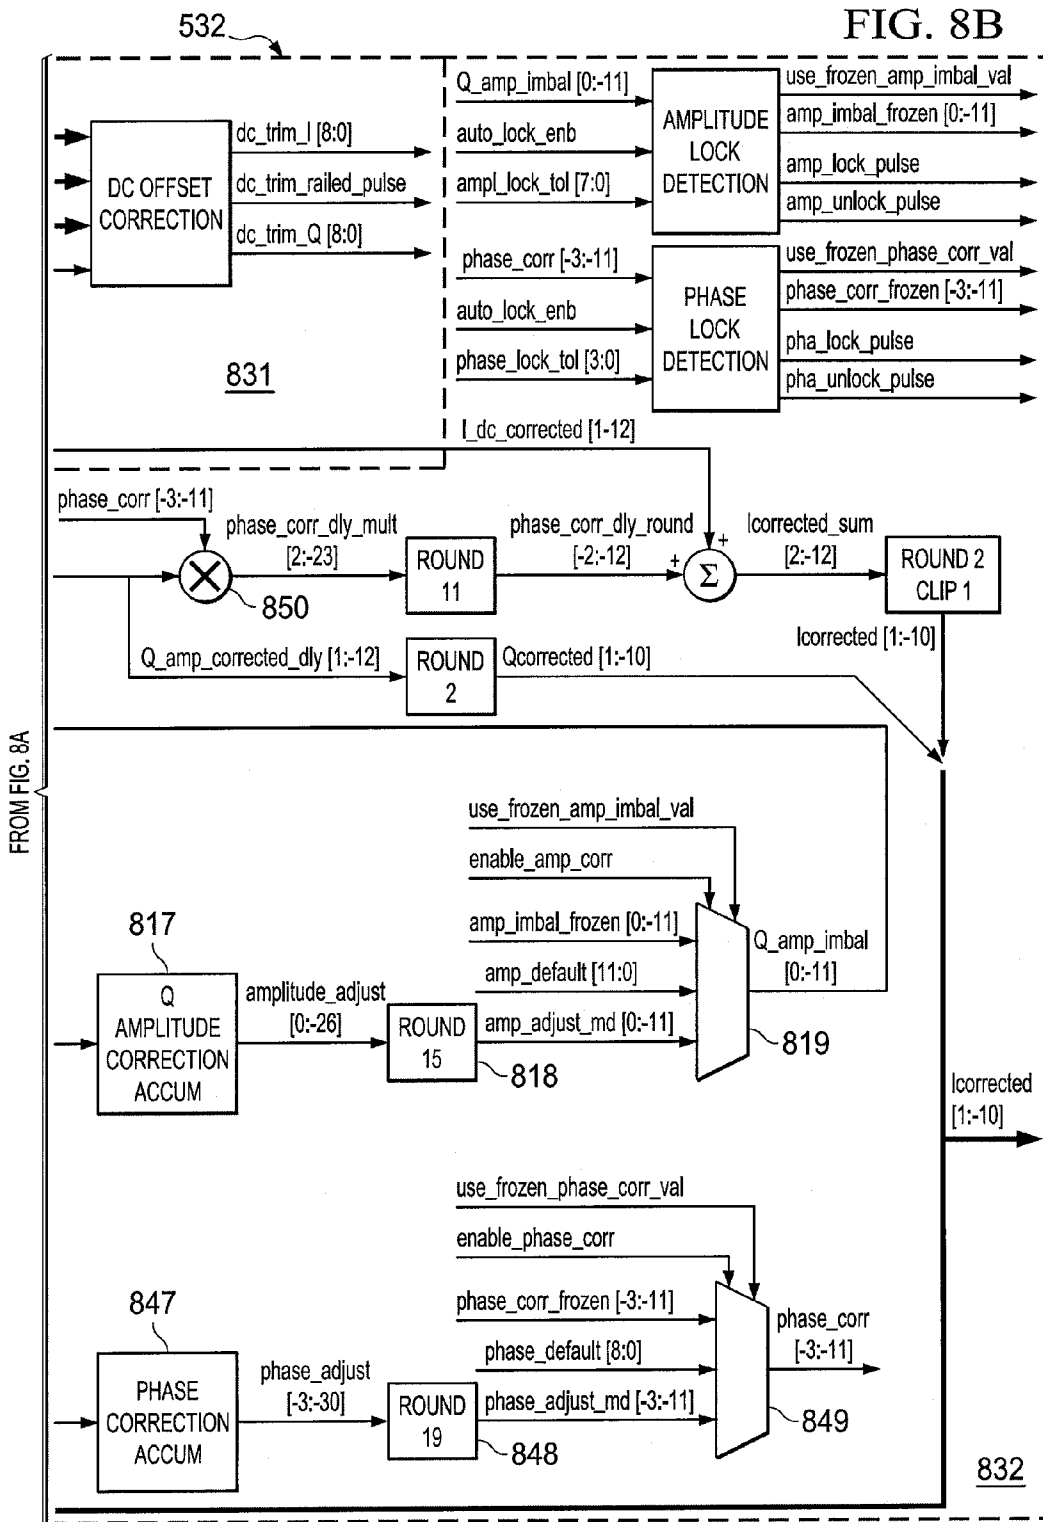 FIG. 8B
532
DC OFFSET
CORRECTION
dc_trim_I [8:0]
dc_trim_railed_pulse
dc_trim_Q [8:0]
831
Q_amp_imbal [0:-11]
auto_lock_enb
ampl_lock_tol [7:0]
AMPLITUDE
LOCK
DETECTION
use_frozen_amp_imbal_val
amp_imbal_frozen [0:-11]
amp_lock_pulse
amp_unlock_pulse
phase_corr [-3:-11]
auto_lock_enb
phase_lock_tol [3:0]
PHASE
LOCK
DETECTION
use_frozen_phase_corr_val
phase_corr_frozen [-3:-11]
pha_lock_pulse
pha_unlock_pulse
I_dc_corrected [1-12]
phase_corr [-3:-11]
850
phase_corr_dly_mult
[2:-23]
ROUND
11
phase_corr_dly_round
[-2:-12]
+
+
Σ
Icorrected_sum
[2:-12]
ROUND 2
CLIP 1
Icorrected [1:-10]
Q_amp_corrected_dly [1:-12]
ROUND
2
Qcorrected [1:-10]
FROM FIG. 8A
use_frozen_amp_imbal_val
enable_amp_corr
amp_imbal_frozen [0:-11]
amp_default [11:0]
amp_adjust_md [0:-11]
817
Q
AMPLITUDE
CORRECTION
ACCUM
amplitude_adjust
[0:-26]
ROUND
15
818
Q_amp_imbal
[0:-11]
819
Icorrected
[1:-10]
use_frozen_phase_corr_val
enable_phase_corr
phase_corr_frozen [-3:-11]
phase_default [8:0]
phase_adjust_md [-3:-11]
847
PHASE
CORRECTION
ACCUM
phase_adjust
[-3:-30]
ROUND
19
848
phase_corr
[-3:-11]
849
832